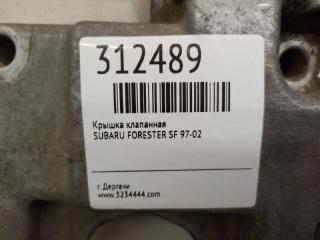 312489
Крышка клапанная
SUBARU FORESTER SF 97-02
г.Дергачи
www.3234444.com